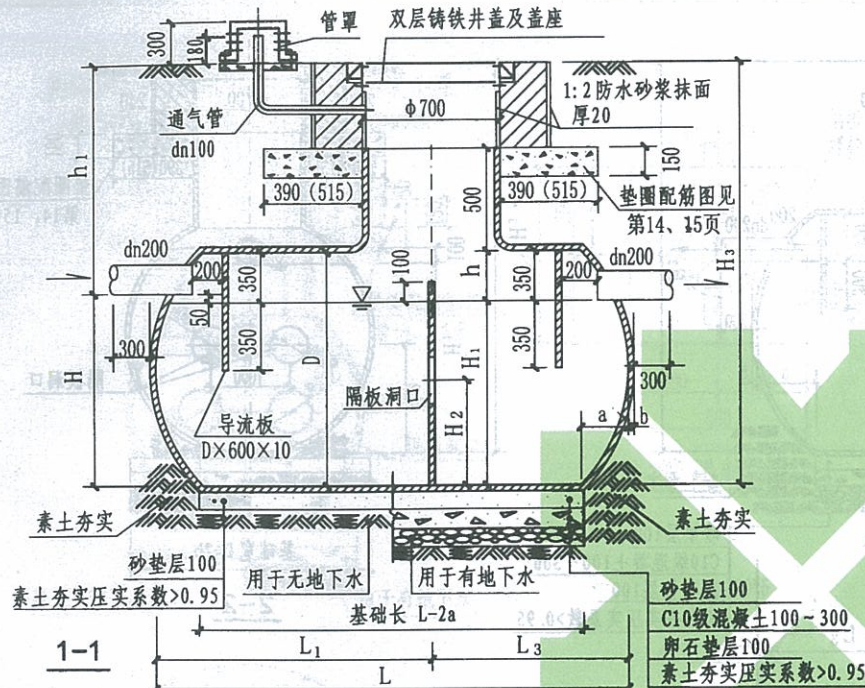 管罩
双层铸铁井盖及盖座
300
180
1:2防水砂浆抹面
厚20
φ700
通气管
dn100
h₁
390 (515)
390 (515)
150
500
垫圈配筋图见
第14、15页
dn200
dn200
200
200
350
350
100
h
H₃
50
350
350
300
300
H
D
H₁
隔板洞口
H₂
a
b
导流板
D×600×10
素土夯实
素土夯实
砂垫层100
素土夯实压实系数>0.95
用于无地下水
用于有地下水
砂垫层100
C10级混凝土100~300
卵石垫层100
素土夯实压实系数>0.95
基础长 L-2a
L₁
L₃
L
1-1